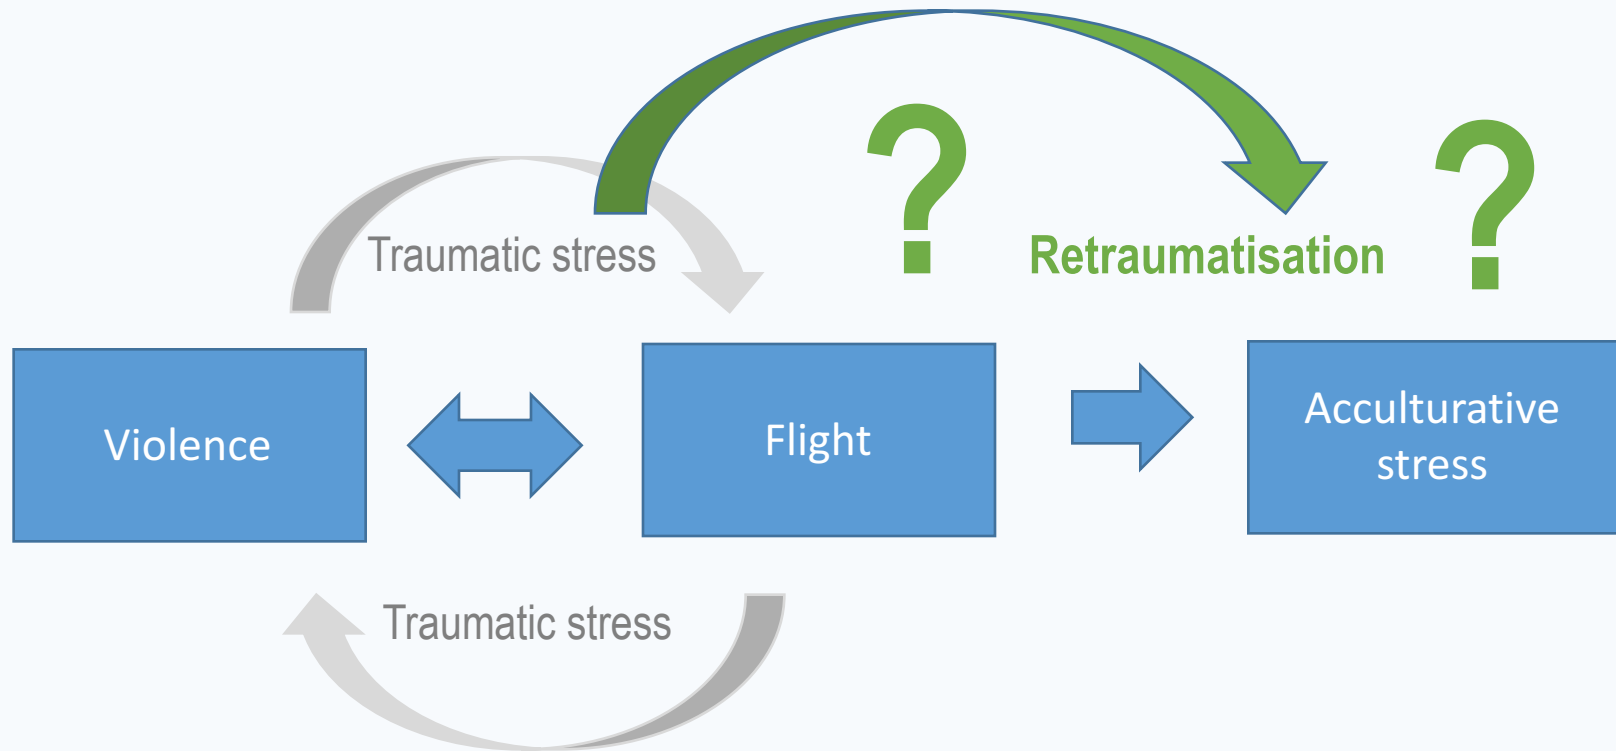 ?
?
Traumatic stress
Retraumatisation
Violence
Flight
Acculturative
stress
Traumatic stress